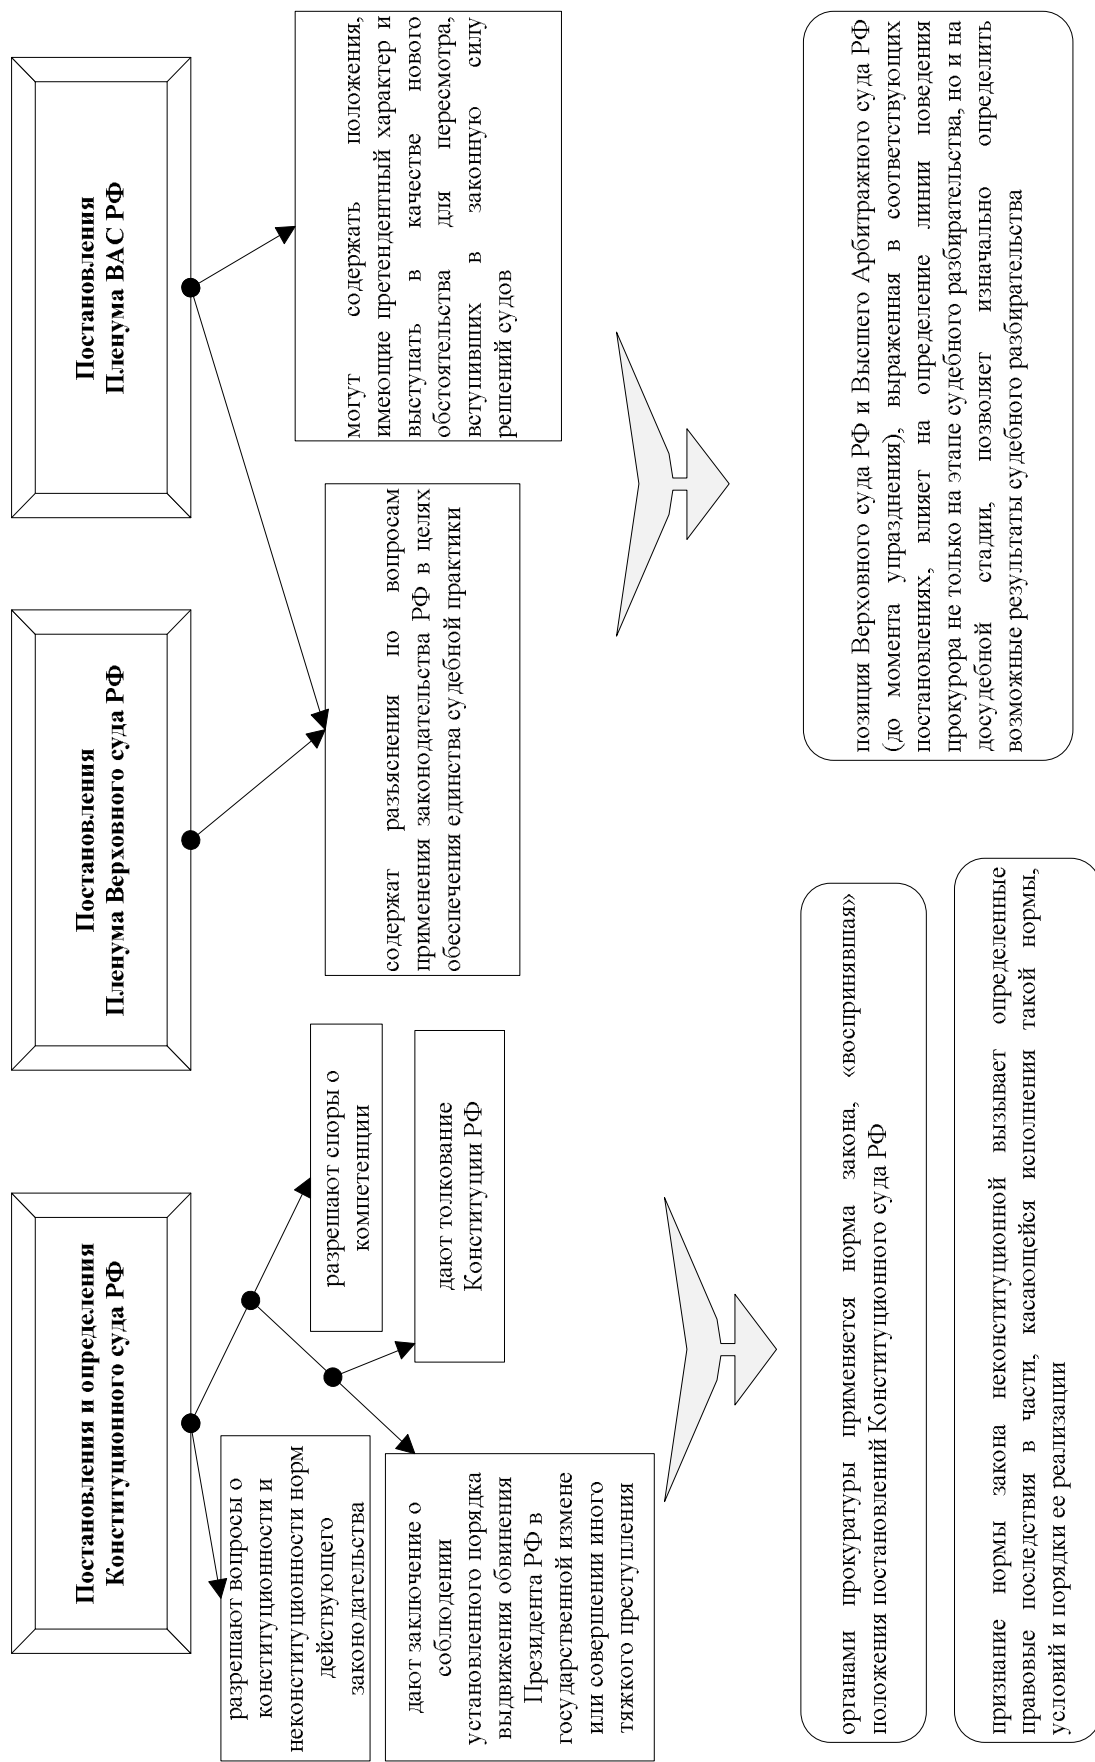 Постановления и определения
Конституционного суда РФ
Постановления
Пленума Верховного суда РФ
Постановления
Пленума ВАС РФ
разрешают вопросы о
конституционности и
неконституционности норм
действующего
законодательства
разрешают споры о
компетенции
дают заключение о
соблюдении
установленного порядка
выдвижения обвинения
Президента РФ в
государственной измене
или совершении иного
тяжкого преступления
дают толкование
Конституции РФ
содержат разъяснения по вопросам
применения законодательства РФ в целях
обеспечения единства судебной практики
могут содержать положения,
имеющие претендентный характер и
выступать в качестве нового
обстоятельства для пересмотра,
вступивших в законную силу
решений судов
органами прокуратуры применяется норма закона, «воспринявшая»
положения постановлений Конституционного суда РФ
признание нормы закона неконституционной вызывает определенные
правовые последствия в части, касающейся исполнения такой нормы,
условий и порядки ее реализации
позиция Верховного суда РФ и Высшего Арбитражного суда РФ
(до момента упразднения), выраженная в соответствующих
постановлениях, влияет на определение линии поведения
прокурора не только на этапе судебного разбирательства, но и на
досудебной стадии, позволяет изначально определить
возможные результаты судебного разбирательства